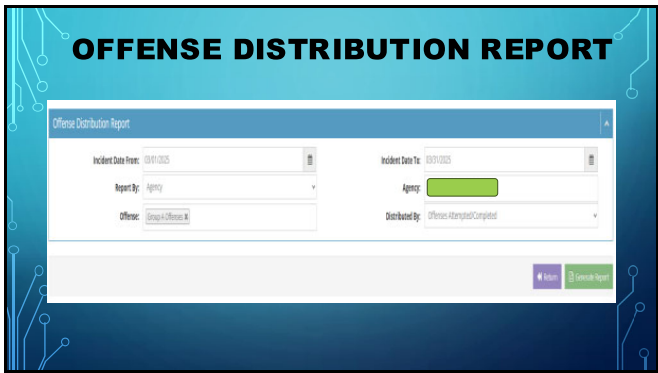 OFFENSE DISTRIBUTION REPORT
Offense Distribution Report
Incident Date From: 03/01/2025 Incident Date To: 03/31/2025
Report By: Agency Agency:
Offense: Group A Offenses x Distributed By: Offenses Attempted/Completed
Return Generate Report